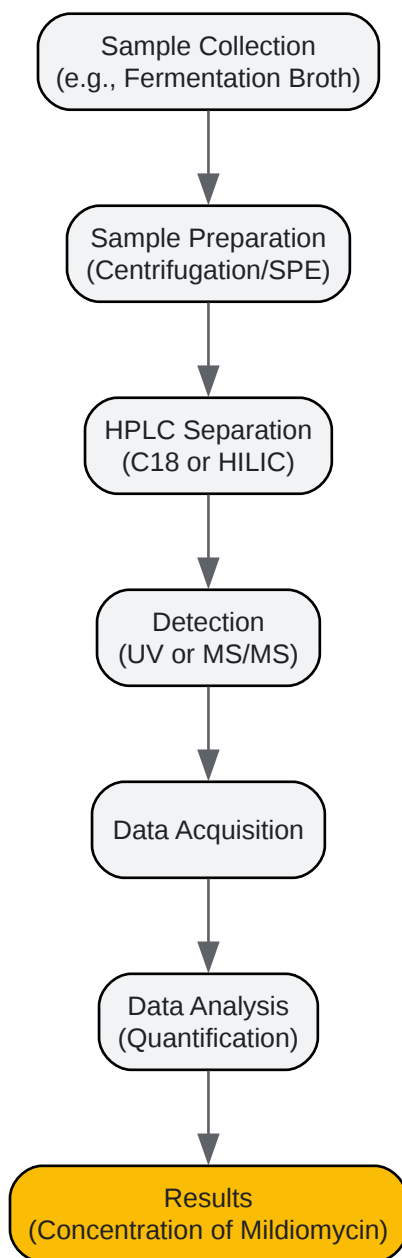 Sample Collection
(e.g., Fermentation Broth)
Sample Preparation
(Centrifugation/SPE)
HPLC Separation
(C18 or HILIC)
Detection
(UV or MS/MS)
Data Acquisition
Data Analysis
(Quantification)
Results
(Concentration of Mildiomycin)